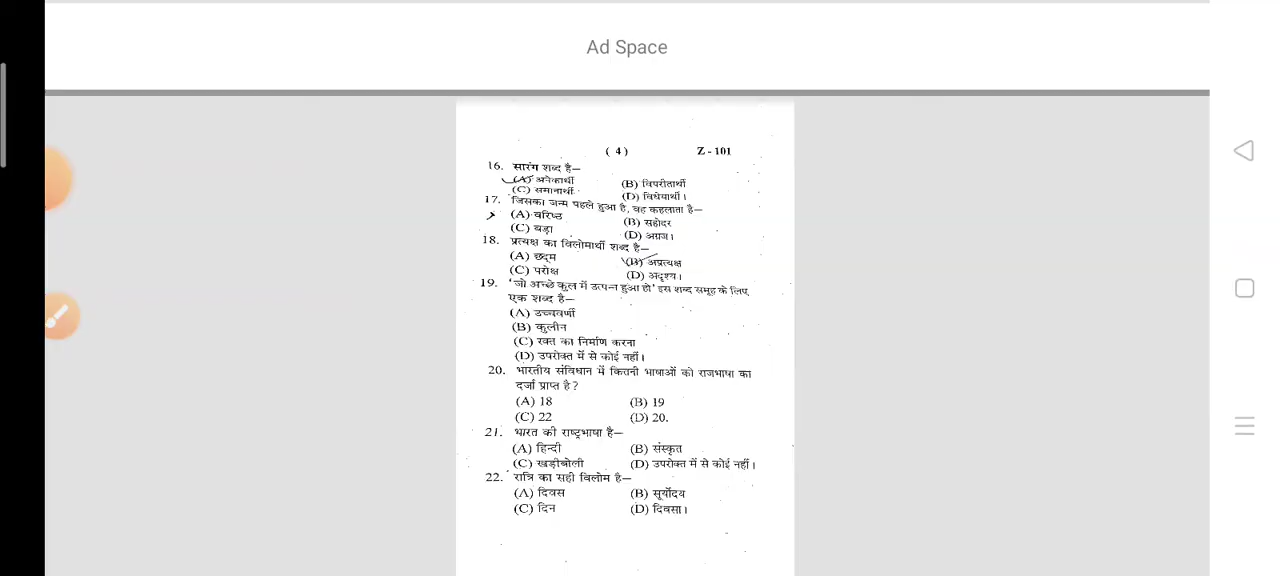 Ad Space
( 4 ) Z - 101
16. सारंग शब्द है–
(A) अनेकार्थी (B) विपरीतार्थी
(C) समानार्थी (D) विधेयार्थी।
17. जिसका जन्म पहले हुआ है, वह कहलाता है–
(A) वरिष्ठ (B) सहोदर
(C) बड़ा (D) अग्रज।
18. प्रत्यक्ष का विलोमार्थी शब्द है–
(A) छद्म (B) अप्रत्यक्ष
(C) परोक्ष (D) अदृश्य।
19. 'जो अच्छे कुल में उत्पन्न हुआ हो' इस शब्द समूह के लिए
एक शब्द है–
(A) उच्चवर्णी
(B) कुलीन
(C) रक्त का निर्माण करना
(D) उपरोक्त में से कोई नहीं।
20. भारतीय संविधान में कितनी भाषाओं को राजभाषा का
दर्जा प्राप्त है?
(A) 18 (B) 19
(C) 22 (D) 20.
21. भारत की राष्ट्रभाषा है–
(A) हिन्दी (B) संस्कृत
(C) खड़ीबोली (D) उपरोक्त में से कोई नहीं।
22. रात्रि का सही विलोम है–
(A) दिवस (B) सूर्योदय
(C) दिन (D) दिवसा।